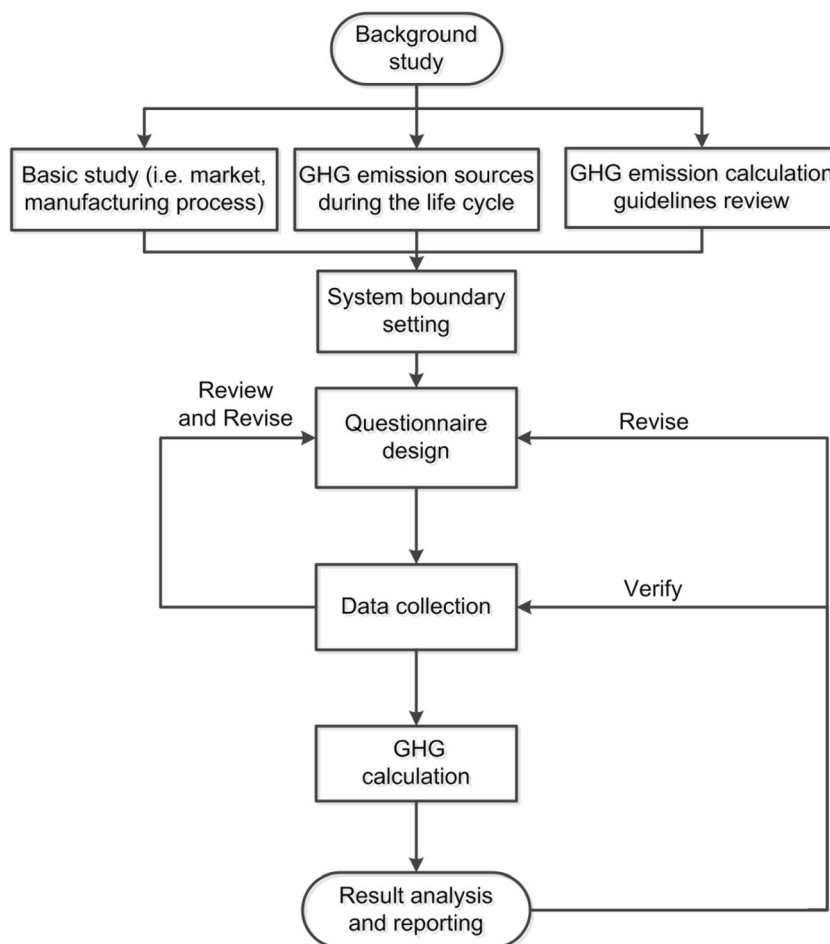 Background
study
Basic study (i.e. market,
manufacturing process)
GHG emission sources
during the life cycle
GHG emission calculation
guidelines review
System boundary
setting
Review
and Revise
Questionnaire
design
Revise
Data collection
Verify
GHG
calculation
Result analysis
and reporting